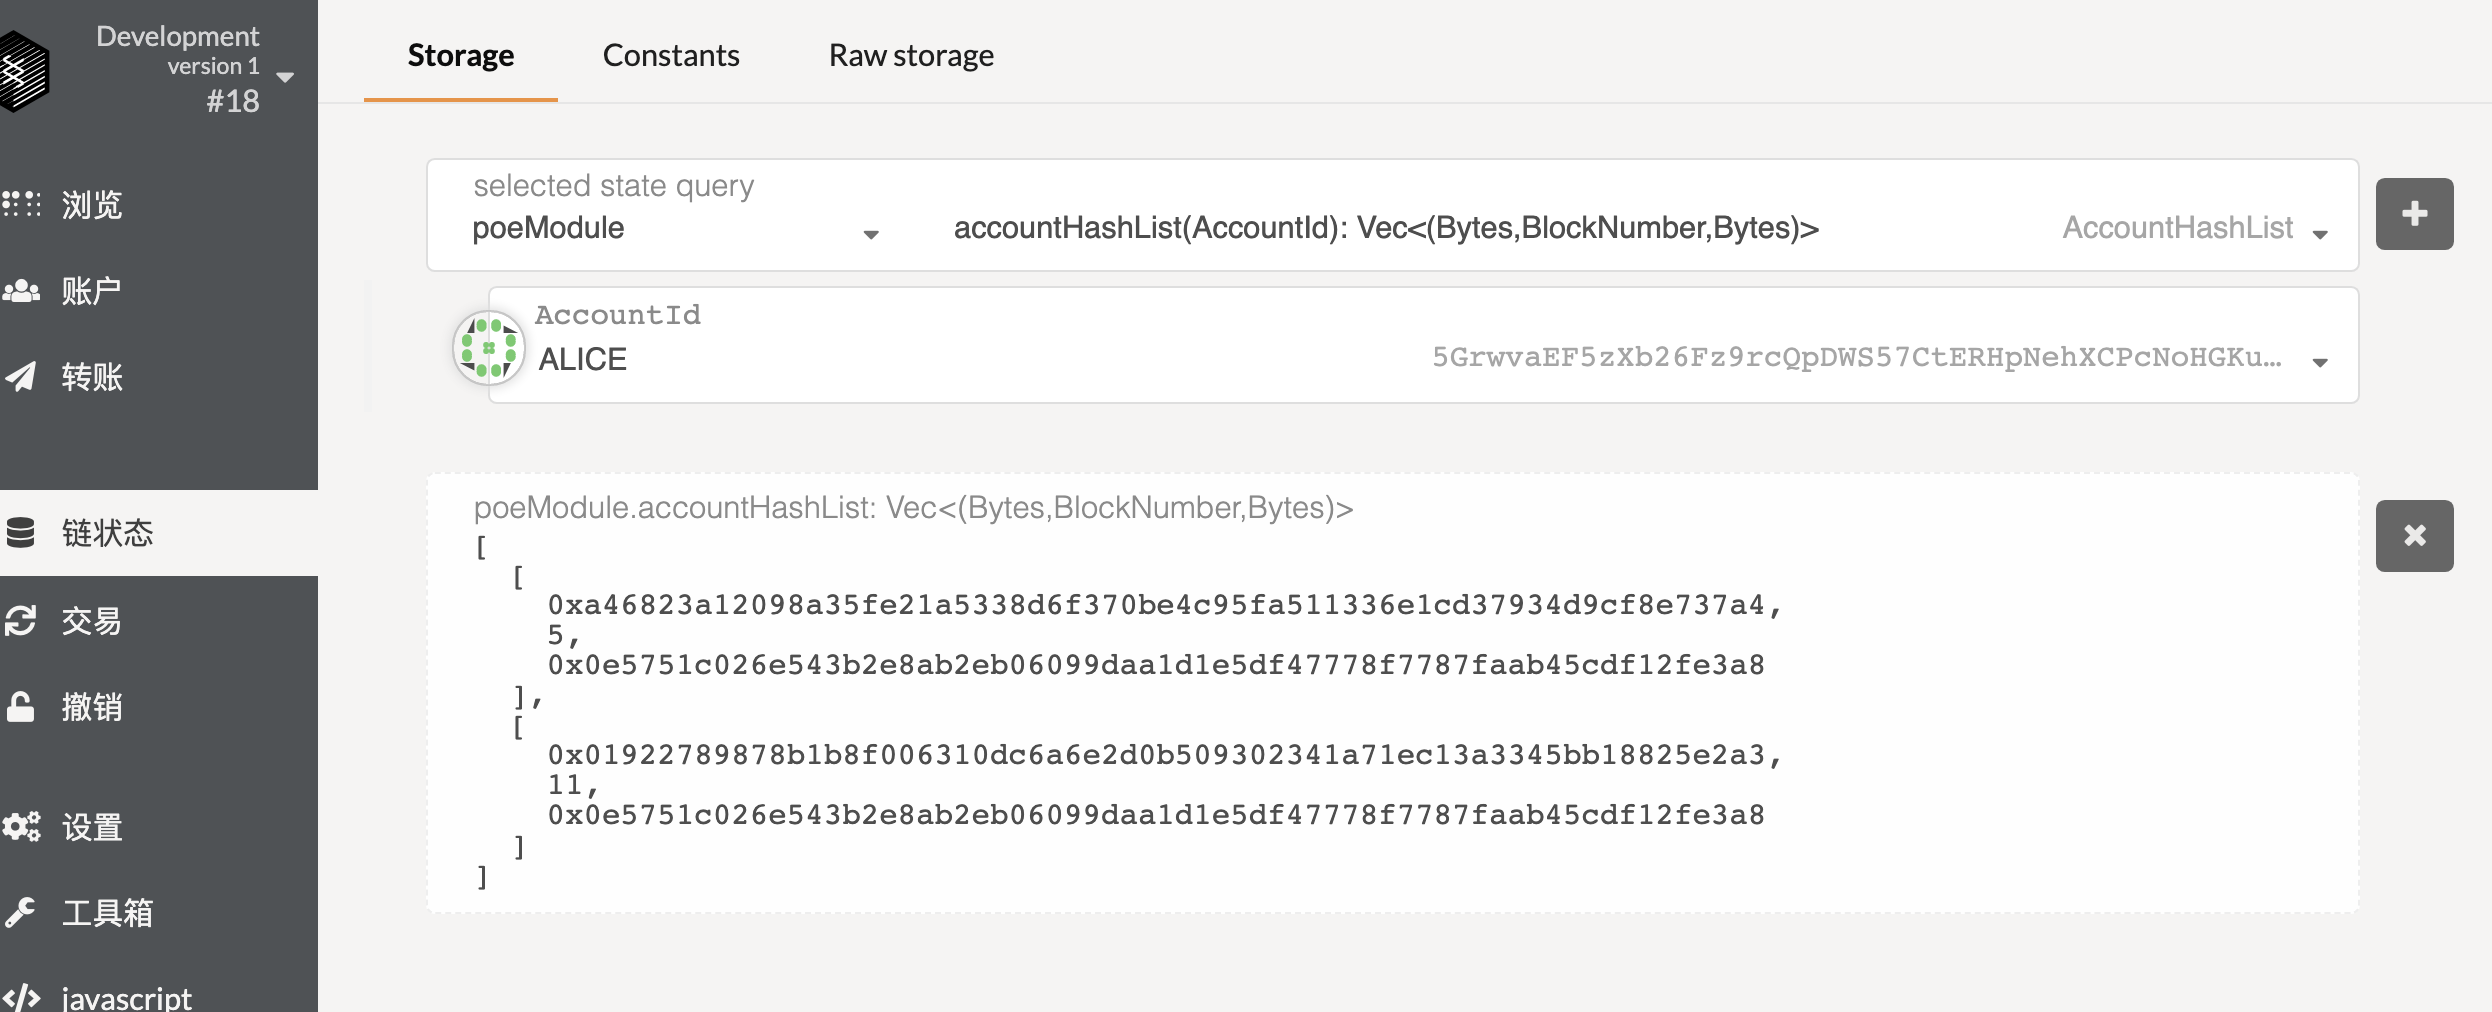 Development
version 1
#18
浏览
账户
转账
链状态
交易
撤销
设置
工具箱
javascript
Storage Constants Raw storage
selected state query
poeModule accountHashList(AccountId): Vec<(Bytes,BlockNumber,Bytes)> AccountHashList
AccountId
ALICE 5GrwvaEF5zXb26Fz9rcQpDWS57CtERHpNehXCPcNoHGKu…
poeModule.accountHashList: Vec<(Bytes,BlockNumber,Bytes)>
[
[
0xa46823a12098a35fe21a5338d6f370be4c95fa511336e1cd37934d9cf8e737a4,
5,
0x0e5751c026e543b2e8ab2eb06099daa1d1e5df47778f7787faab45cdf12fe3a8
],
[
0x01922789878b1b8f006310dc6a6e2d0b509302341a71ec13a3345bb18825e2a3,
11,
0x0e5751c026e543b2e8ab2eb06099daa1d1e5df47778f7787faab45cdf12fe3a8
]
]